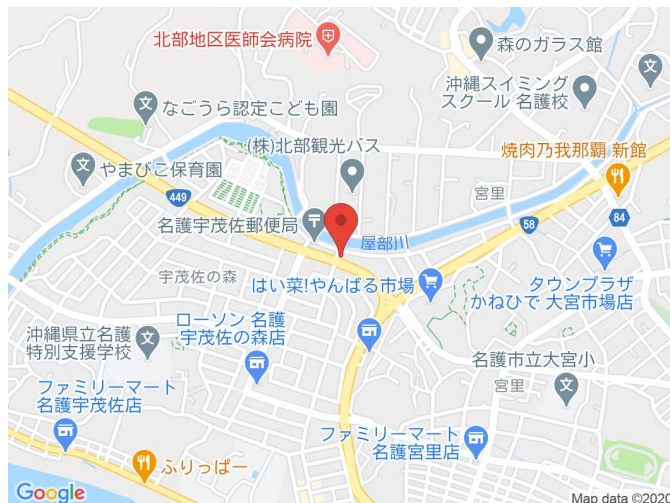 北部地区医師会病院
森のガラス館
沖縄スイミング
スクール 名護校
なごうら認定こども園
(株)北部観光バス
焼肉乃我那覇 新館
やまびこ保育園
宮里
449
58
84
名護宇茂佐郵便局
屋部川
宇茂佐の森
はい菜!やんばる市場
タウンプラザ
かねひで 大宮市場店
ローソン 名護
宇茂佐の森店
沖縄県立名護
特別支援学校
名護市立大宮小
宮里
ファミリーマート
名護宇茂佐店
ファミリーマート
名護宮里店
ふりっぱー
Google
Map data ©2020